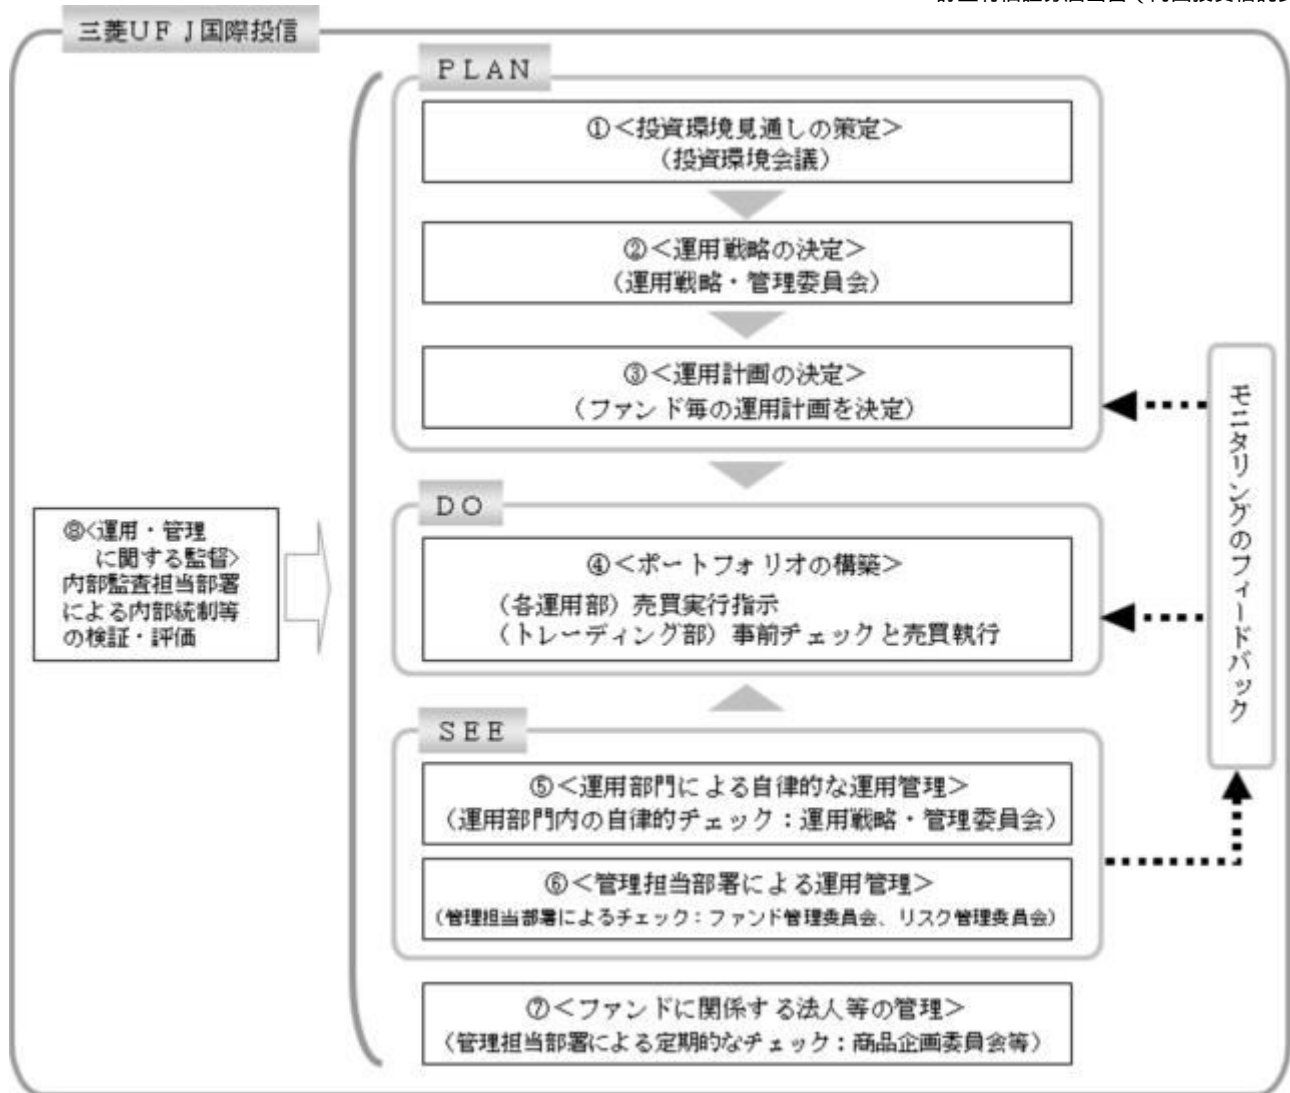 三菱ＵＦＪ国際投信
ＰＬＡＮ
①＜投資環境見通しの策定＞
（投資環境会議）
②＜運用戦略の決定＞
（運用戦略・管理委員会）
③＜運用計画の決定＞
（ファンド毎の運用計画を決定）
ＤＯ
④＜ポートフォリオの構築＞
（各運用部）売買実行指示
（トレーディング部）事前チェックと売買執行
ＳＥＥ
⑤＜運用部門による自律的な運用管理＞
（運用部門内の自律的チェック：運用戦略・管理委員会）
⑥＜管理担当部署による運用管理＞
（管理担当部署によるチェック：ファンド管理委員会、リスク管理委員会）
⑦＜ファンドに関係する法人等の管理＞
（管理担当部署による定期的なチェック：商品企画委員会等）
⑧＜運用・管理
に関する監督＞
内部監査担当部署
による内部統制等
の検証・評価
モニタリングのフィードバック